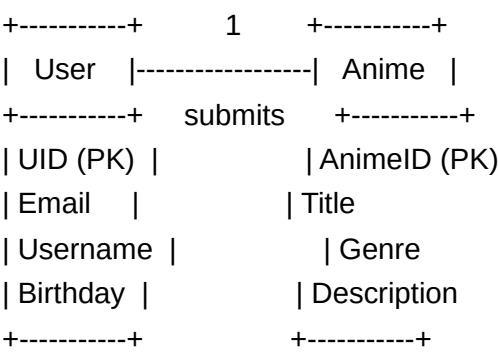 +-----------+ 1 +-----------+
| User |------------------| Anime |
+-----------+ submits +-----------+
| UID (PK) | | AnimeID (PK)
| Email | | Title
| Username | | Genre
| Birthday | | Description
+-----------+ +-----------+